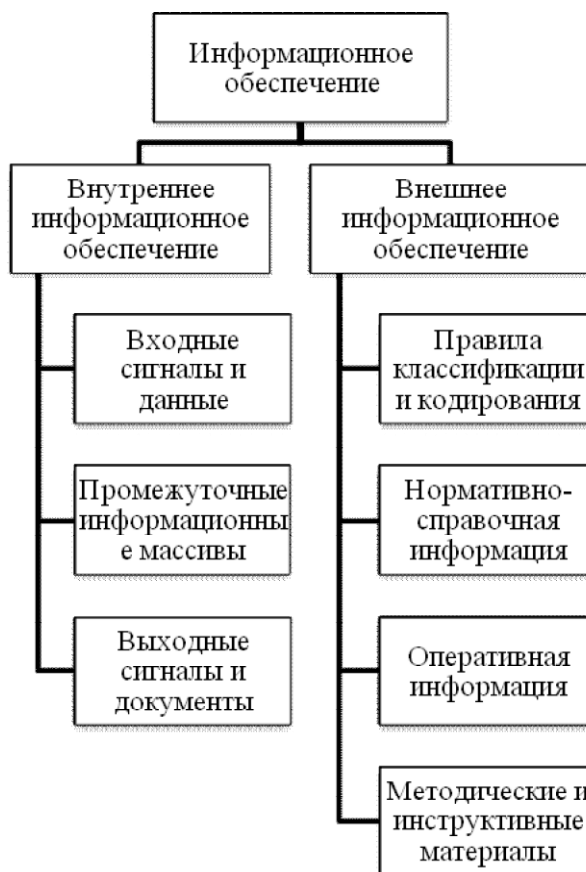 Информационное
обеспечение
Внутреннее
информационное
обеспечение
Входные
сигналы и
данные
Промежуточные
информационны
е массивы
Выходные
сигналы и
документы
Внешнее
информационное
обеспечение
Правила
классификации
и кодирования
Нормативно-
справочная
информация
Оперативная
информация
Методические и
инструктивные
материалы